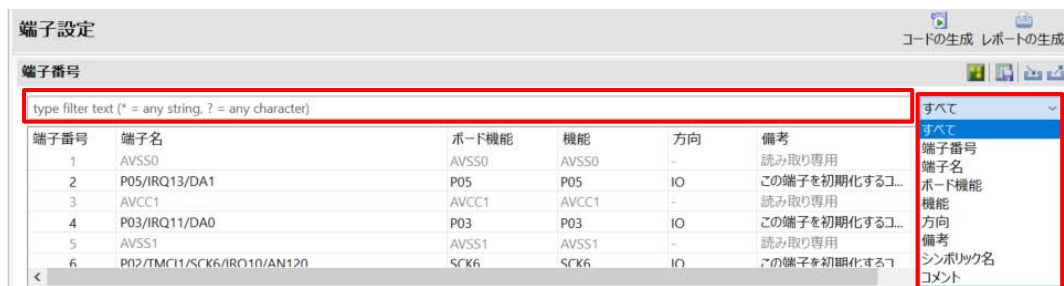 端子設定
コードの生成 レポートの生成
端子番号
type filter text (* = any string, ? = any character)
すべて
端子番号 端子名 ボード機能 機能 方向 備考
1 AVSS0 AVSS0 AVSS0 - 読み取り専用
2 P05/IRQ13/DA1 P05 P05 IO この端子を初期化するコ...
3 AVCC1 AVCC1 AVCC1 - 読み取り専用
4 P03/IRQ11/DA0 P03 P03 IO この端子を初期化するコ...
5 AVSS1 AVSS1 AVSS1 - 読み取り専用
6 P02/TMCI1/SCK6/IRQ10/AN120 SCK6 SCK6 IO この端子を初期化するコ
すべて
端子番号
端子名
ボード機能
機能
方向
備考
シンボリック名
コメント